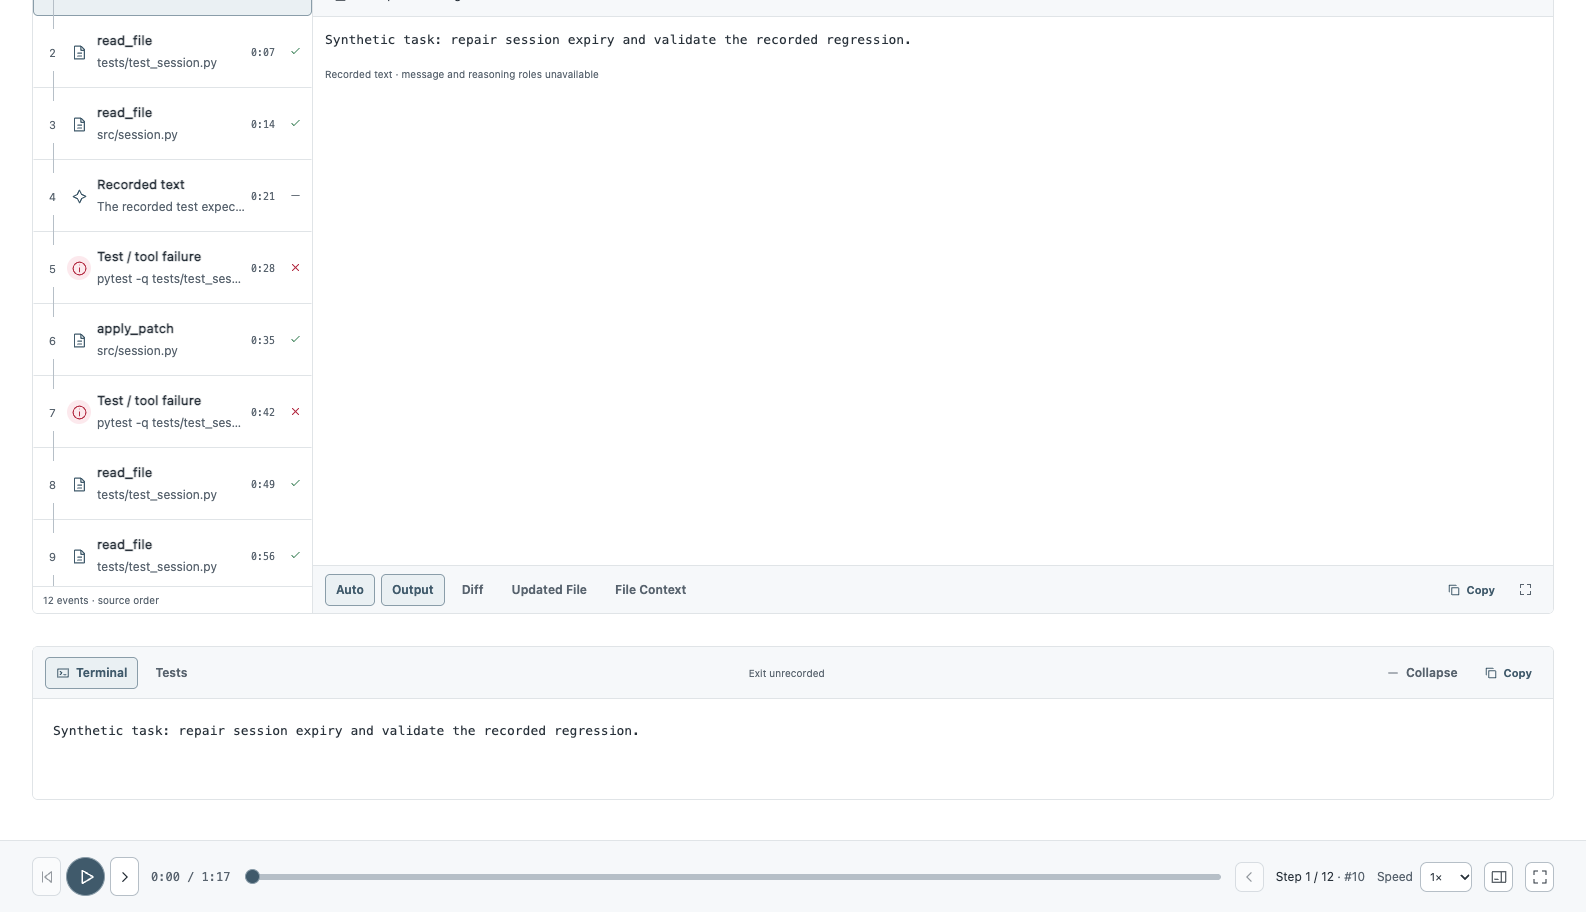 2
read_file
tests/test_session.py
0:07
3
read_file
src/session.py
0:14
4
Recorded text
The recorded test expec...
0:21
5
Test / tool failure
pytest -q tests/test_ses...
0:28
6
apply_patch
src/session.py
0:35
7
Test / tool failure
pytest -q tests/test_ses...
0:42
8
read_file
tests/test_session.py
0:49
9
read_file
tests/test_session.py
0:56
12 events · source order
Synthetic task: repair session expiry and validate the recorded regression.
Recorded text · message and reasoning roles unavailable
Auto Output Diff Updated File File Context Copy
Terminal Tests Exit unrecorded Collapse Copy
Synthetic task: repair session expiry and validate the recorded regression.
0:00 / 1:17 Step 1 / 12 · #10 Speed 1×